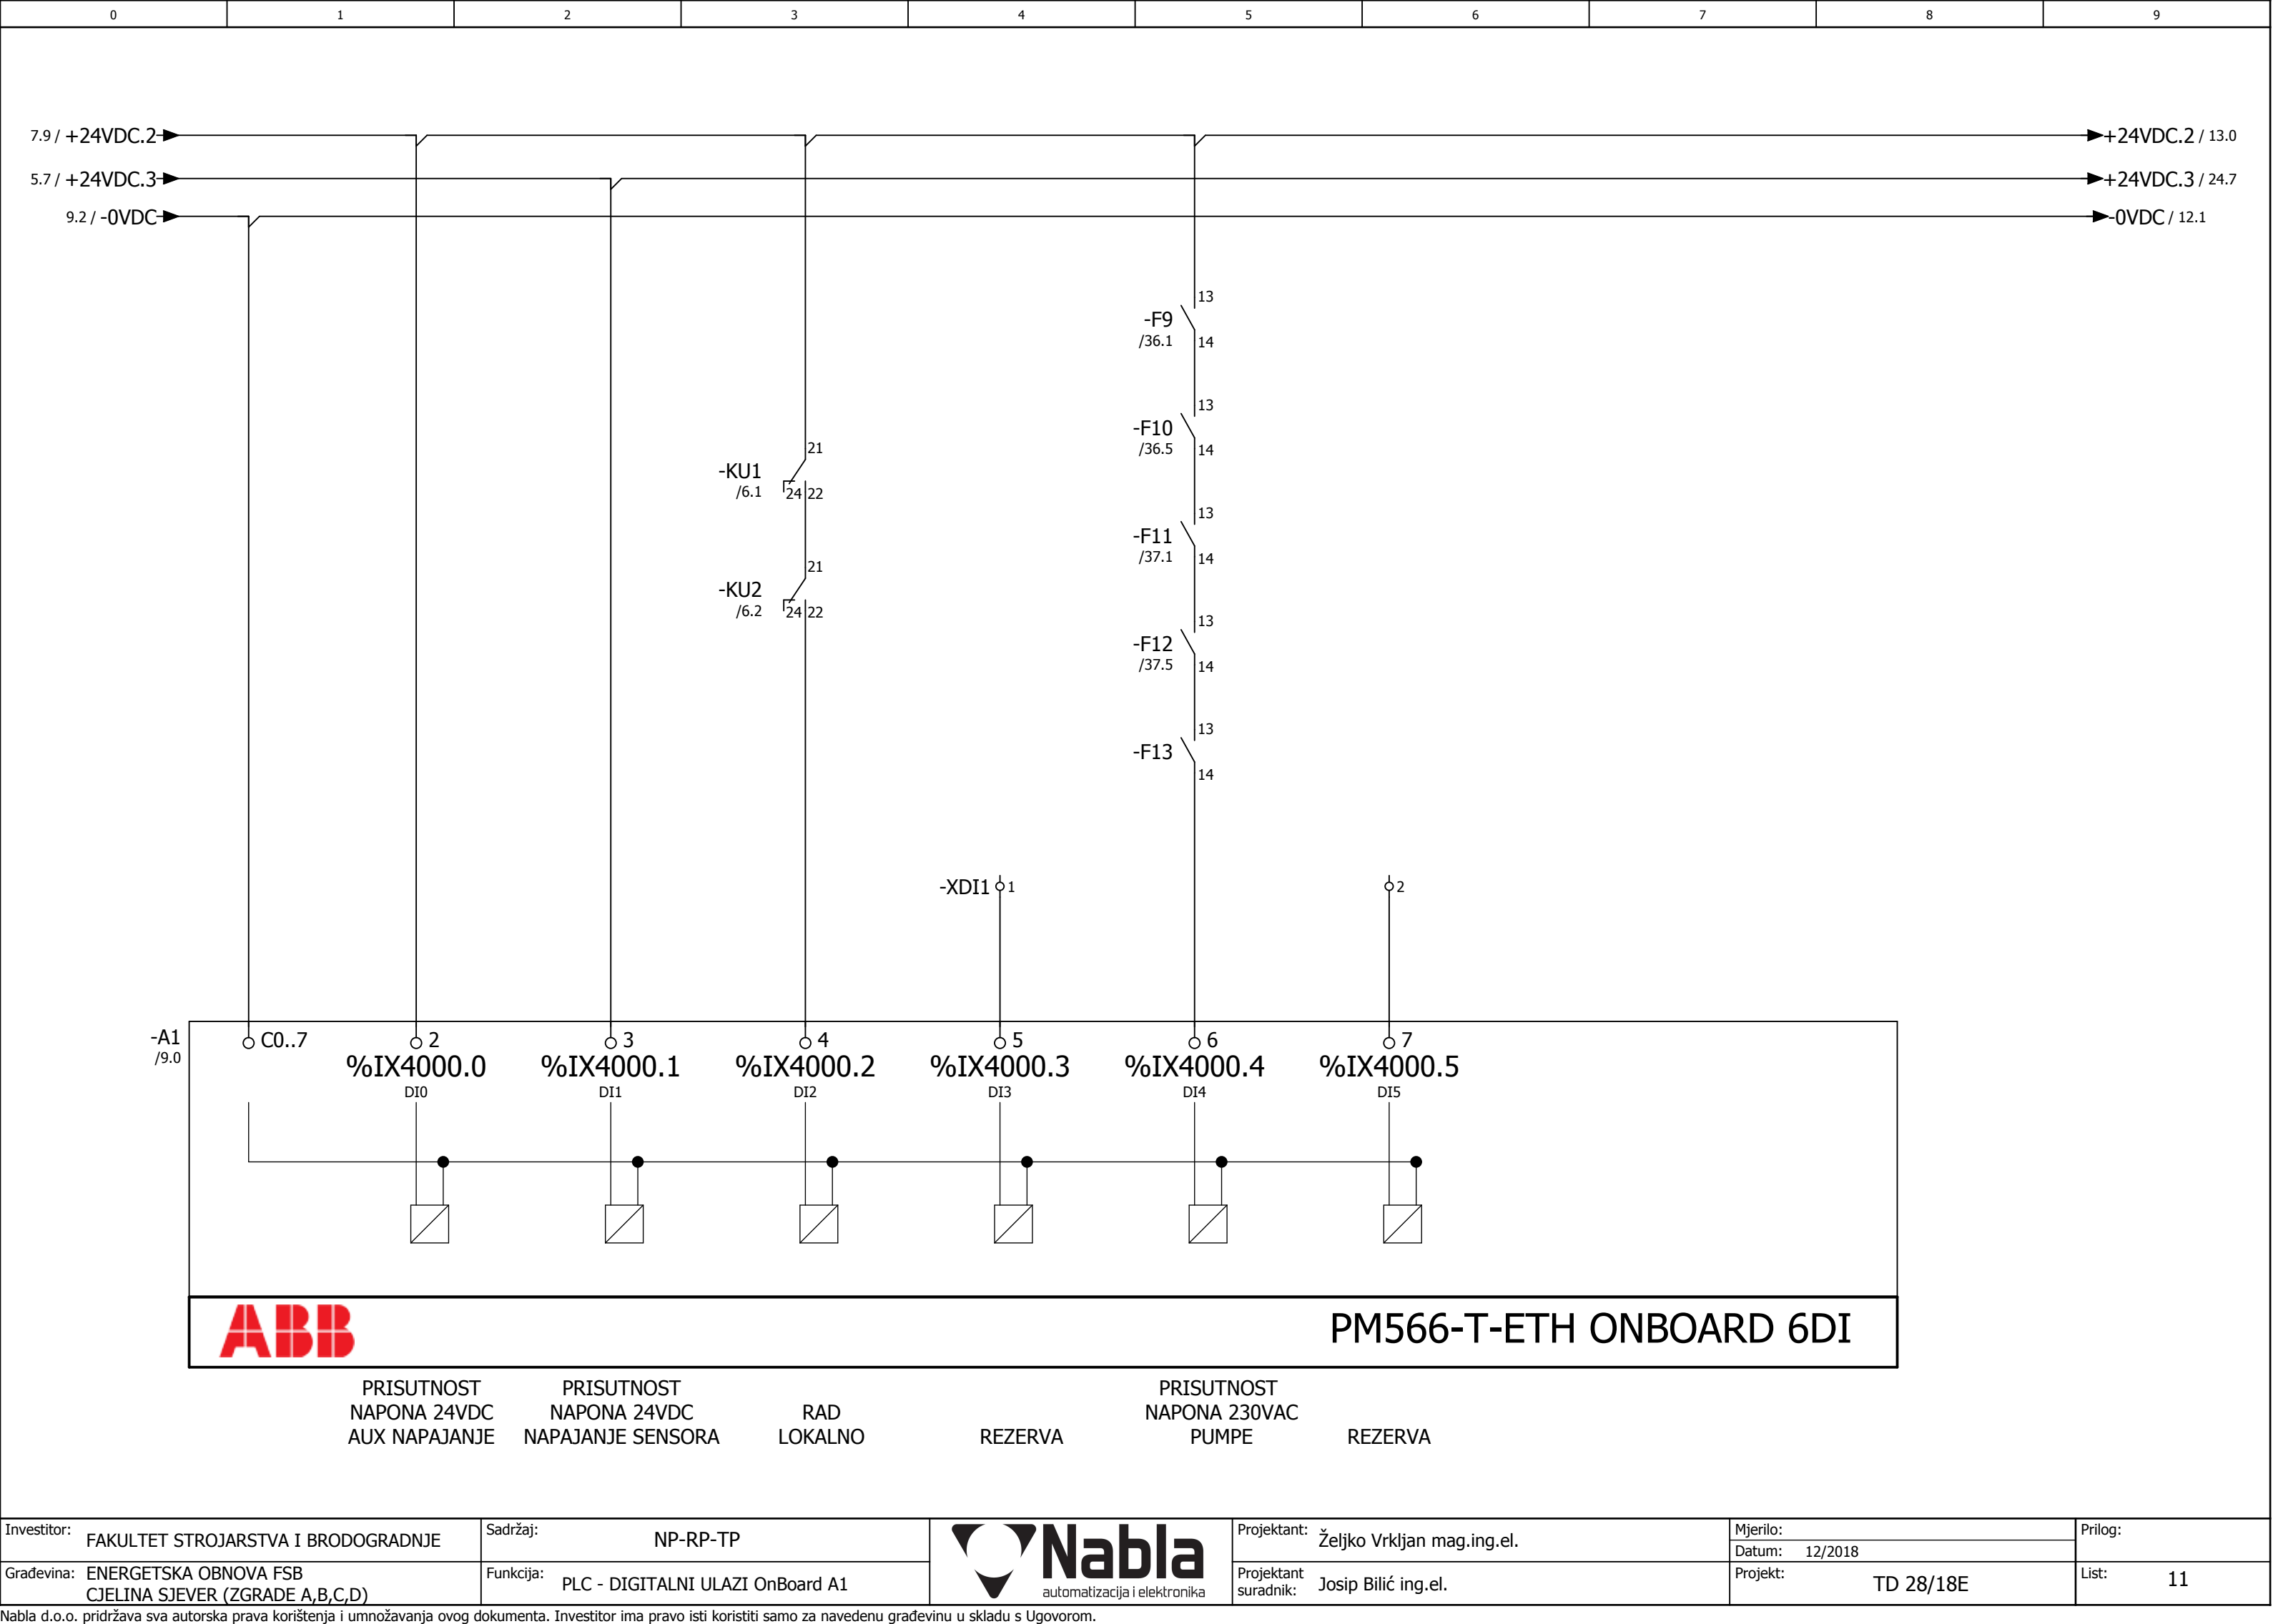 0 1 2 3 4 5 6 7 8 9
7.9 / +24VDC.2 +24VDC.2 / 13.0
5.7 / +24VDC.3 +24VDC.3 / 24.7
9.2 / -0VDC -0VDC / 12.1
13
-F9
/36.1 14
13
-F10
/36.5 14
21
-KU1
/6.1 24 22
13
-F11
/37.1 14
21
-KU2
/6.2 24 22
13
-F12
/37.5 14
13
-F13
14
-XDI1 1 2
-A1
/9.0
C0..7 2 3 4 5 6 7
%IX4000.0 %IX4000.1 %IX4000.2 %IX4000.3 %IX4000.4 %IX4000.5
DI0 DI1 DI2 DI3 DI4 DI5
ABB PM566-T-ETH ONBOARD 6DI
PRISUTNOST
NAPONA 24VDC
AUX NAPAJANJE
PRISUTNOST
NAPONA 24VDC
NAPAJANJE SENSORA
RAD
LOKALNO
REZERVA
PRISUTNOST
NAPONA 230VAC
PUMPE
REZERVA
Investitor: FAKULTET STROJARSTVA I BRODOGRADNJE
Građevina: ENERGETSKA OBNOVA FSB
CJELINA SJEVER (ZGRADE A,B,C,D)
Sadržaj: NP-RP-TP
Funkcija: PLC - DIGITALNI ULAZI OnBoard A1
Nabla
automatizacija i elektronika
Projektant: Željko Vrkljan mag.ing.el.
Projektant
suradnik: Josip Bilić ing.el.
Mjerilo:
Datum: 12/2018
Projekt: TD 28/18E
Prilog:
List: 11
Nabla d.o.o. pridržava sva autorska prava korištenja i umnožavanja ovog dokumenta. Investitor ima pravo isti koristiti samo za navedenu građevinu u skladu s Ugovorom.